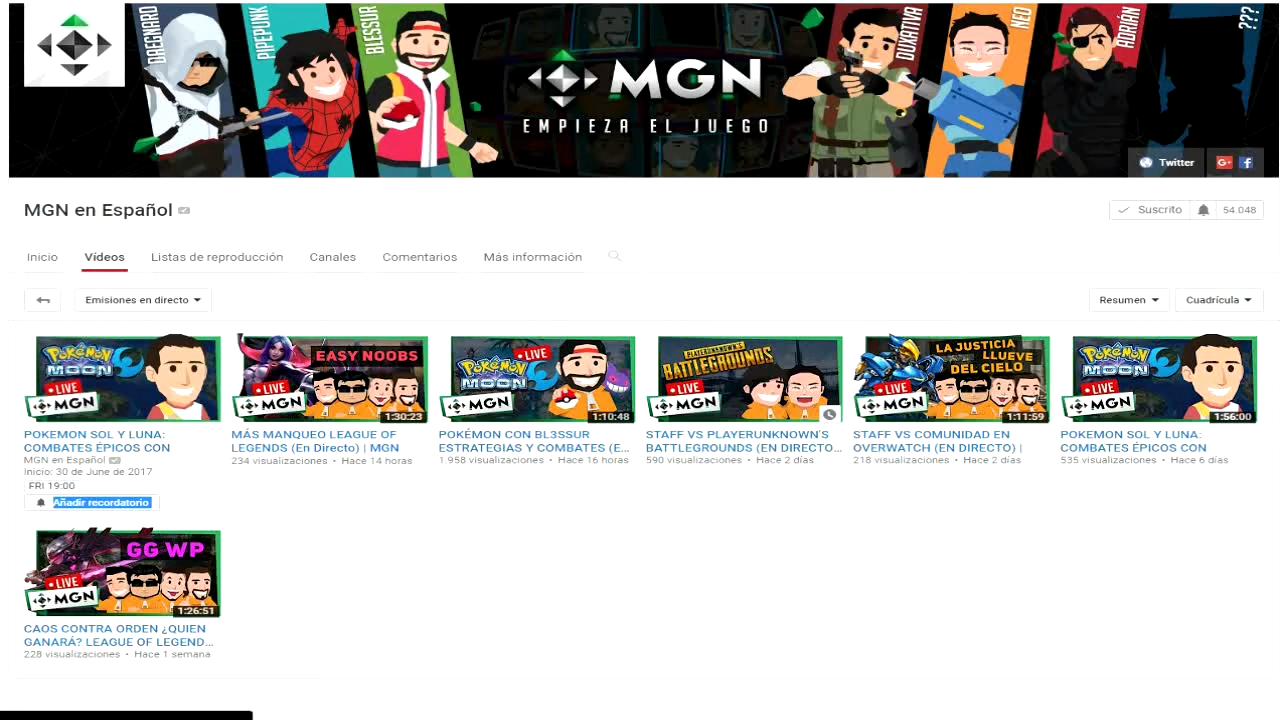 DAEGNARD
PIPEPUNK
BLESSUR
MGN
EMPIEZA EL JUEGO
DUXATIVA
NEO
ADRIÁN
???
Twitter
G+ f
MGN en Español
Suscrito 54.048
Inicio Vídeos Listas de reproducción Canales Comentarios Más información
Emisiones en directo Resumen Cuadrícula
POKÉMON MOON
LIVE
MGN
EASY NOOBS
LIVE
MGN
1:30:23
LIVE
POKÉMON MOON
MGN
1:10:48
PLAYERUNKNOWN'S
BATTLEGROUNDS
LIVE
MGN
LA JUSTICIA
LLUEVE
DEL CIELO
LIVE
MGN
1:11:59
POKÉMON MOON
LIVE
MGN
1:56:00
POKEMON SOL Y LUNA:
COMBATES ÉPICOS CON
MGN en Español
Inicio: 30 de June de 2017
FRI 19:00
Añadir recordatorio
MÁS MANQUEO LEAGUE OF
LEGENDS (En Directo) | MGN
234 visualizaciones • Hace 14 horas
POKÉMON CON BL3SSUR
ESTRATEGIAS Y COMBATES (E...
1.958 visualizaciones • Hace 16 horas
STAFF VS PLAYERUNKNOWN'S
BATTLEGROUNDS (EN DIRECTO...
590 visualizaciones • Hace 2 días
STAFF VS COMUNIDAD EN
OVERWATCH (EN DIRECTO) |
218 visualizaciones • Hace 2 días
POKEMON SOL Y LUNA:
COMBATES ÉPICOS CON
535 visualizaciones • Hace 6 días
GG WP
LIVE
MGN
1:26:51
CAOS CONTRA ORDEN ¿QUIEN
GANARÁ? LEAGUE OF LEGEND...
228 visualizaciones • Hace 1 semana